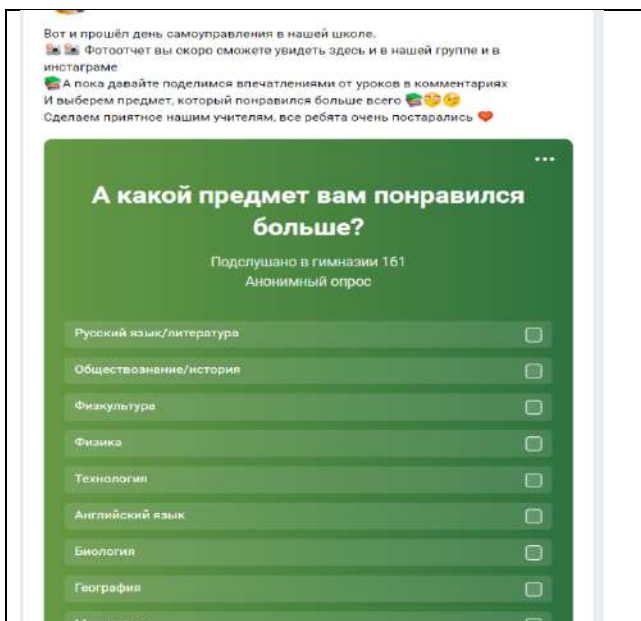 Вот и прошёл день самоуправления в нашей школе.
📸 📸 Фотоотчет вы скоро сможете увидеть здесь и в нашей группе и в
инстаграме
📚А пока давайте поделимся впечатлениями от уроков в комментариях
И выберем предмет, который понравился больше всего 📚😍😉
Сделаем приятное нашим учителям, все ребята очень постарались ❤
А какой предмет вам понравился
больше?
Подслушано в гимназии 161
Анонимный опрос
Русский язык/литература
Обществознание/история
Физкультура
Физика
Технология
Английский язык
Биология
География